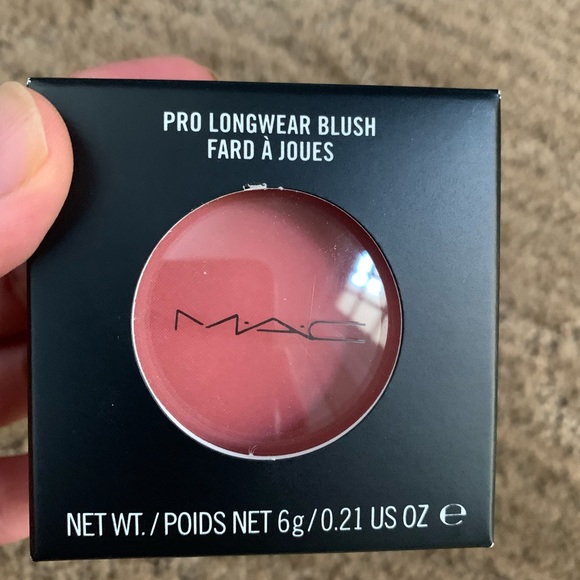 PRO LONGWEAR BLUSH
FARD À JOUES
M·A·C
NET WT./POIDS NET 6g/0.21 US OZ ℮